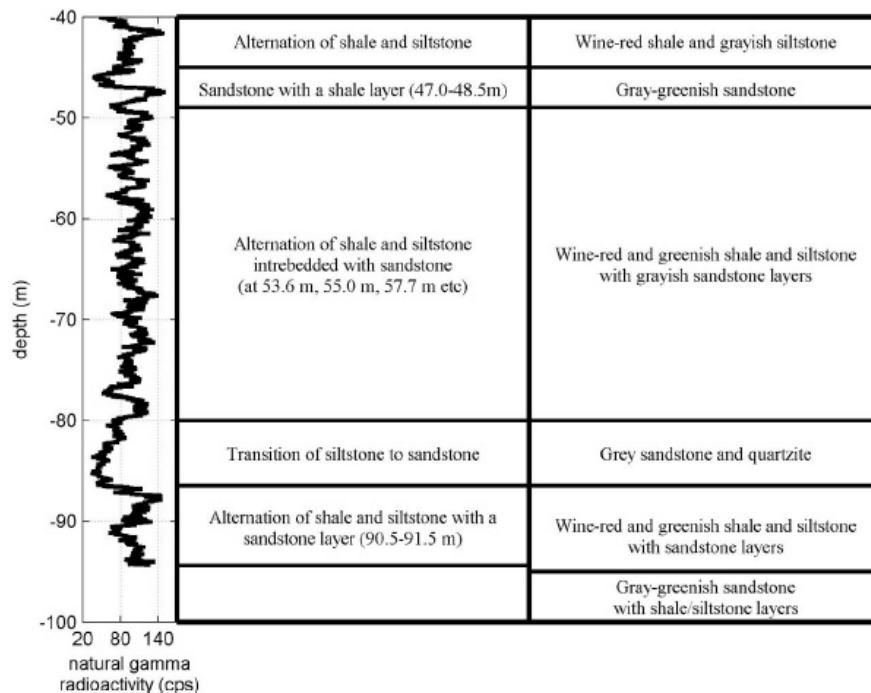 -40
-50
-60
-70
-80
-90
-100
depth (m)
20 80 140
natural gamma
radioactivity (cps)
Alternation of shale and siltstone
Wine-red shale and grayish siltstone
Sandstone with a shale layer (47.0-48.5m)
Gray-greenish sandstone
Alternation of shale and siltstone
intrebedded with sandstone
(at 53.6 m, 55.0 m, 57.7 m etc)
Wine-red and greenish shale and siltstone
with grayish sandstone layers
Transition of siltstone to sandstone
Grey sandstone and quartzite
Alternation of shale and siltstone with a
sandstone layer (90.5-91.5 m)
Wine-red and greenish shale and siltstone
with sandstone layers
Gray-greenish sandstone
with shale/siltstone layers